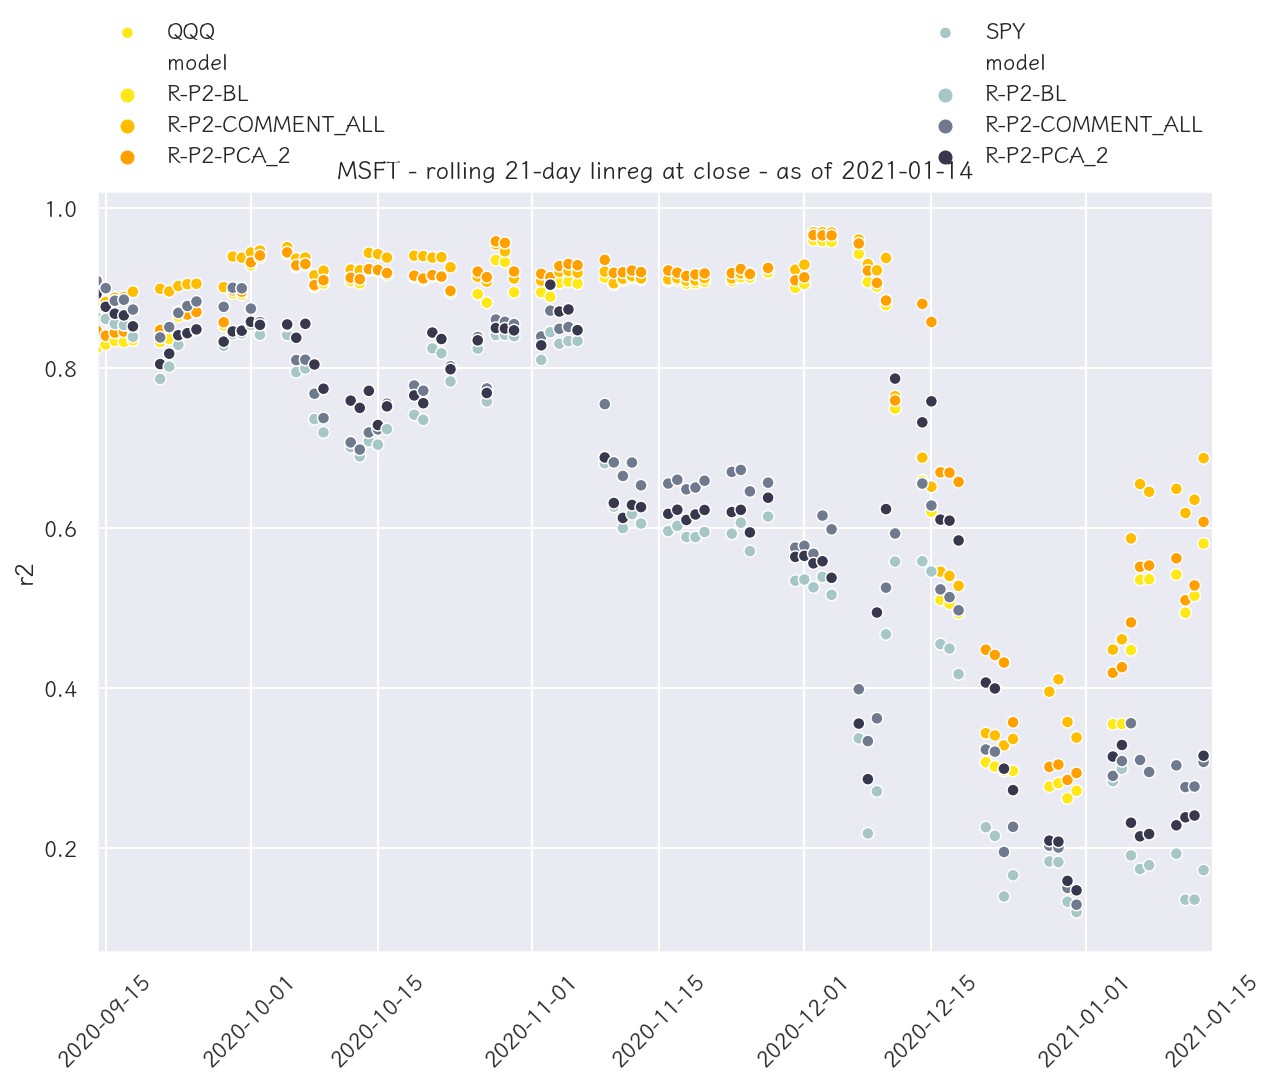 QQQ
model
R-P2-BL
R-P2-COMMENT_ALL
R-P2-PCA_2
SPY
model
R-P2-BL
R-P2-COMMENT_ALL
R-P2-PCA_2
MSFT - rolling 21-day linreg at close - as of 2021-01-14
1.0
0.8
0.6
0.4
0.2
r2
2020-09-15
2020-10-01
2020-10-15
2020-11-01
2020-11-15
2020-12-01
2020-12-15
2021-01-01
2021-01-15